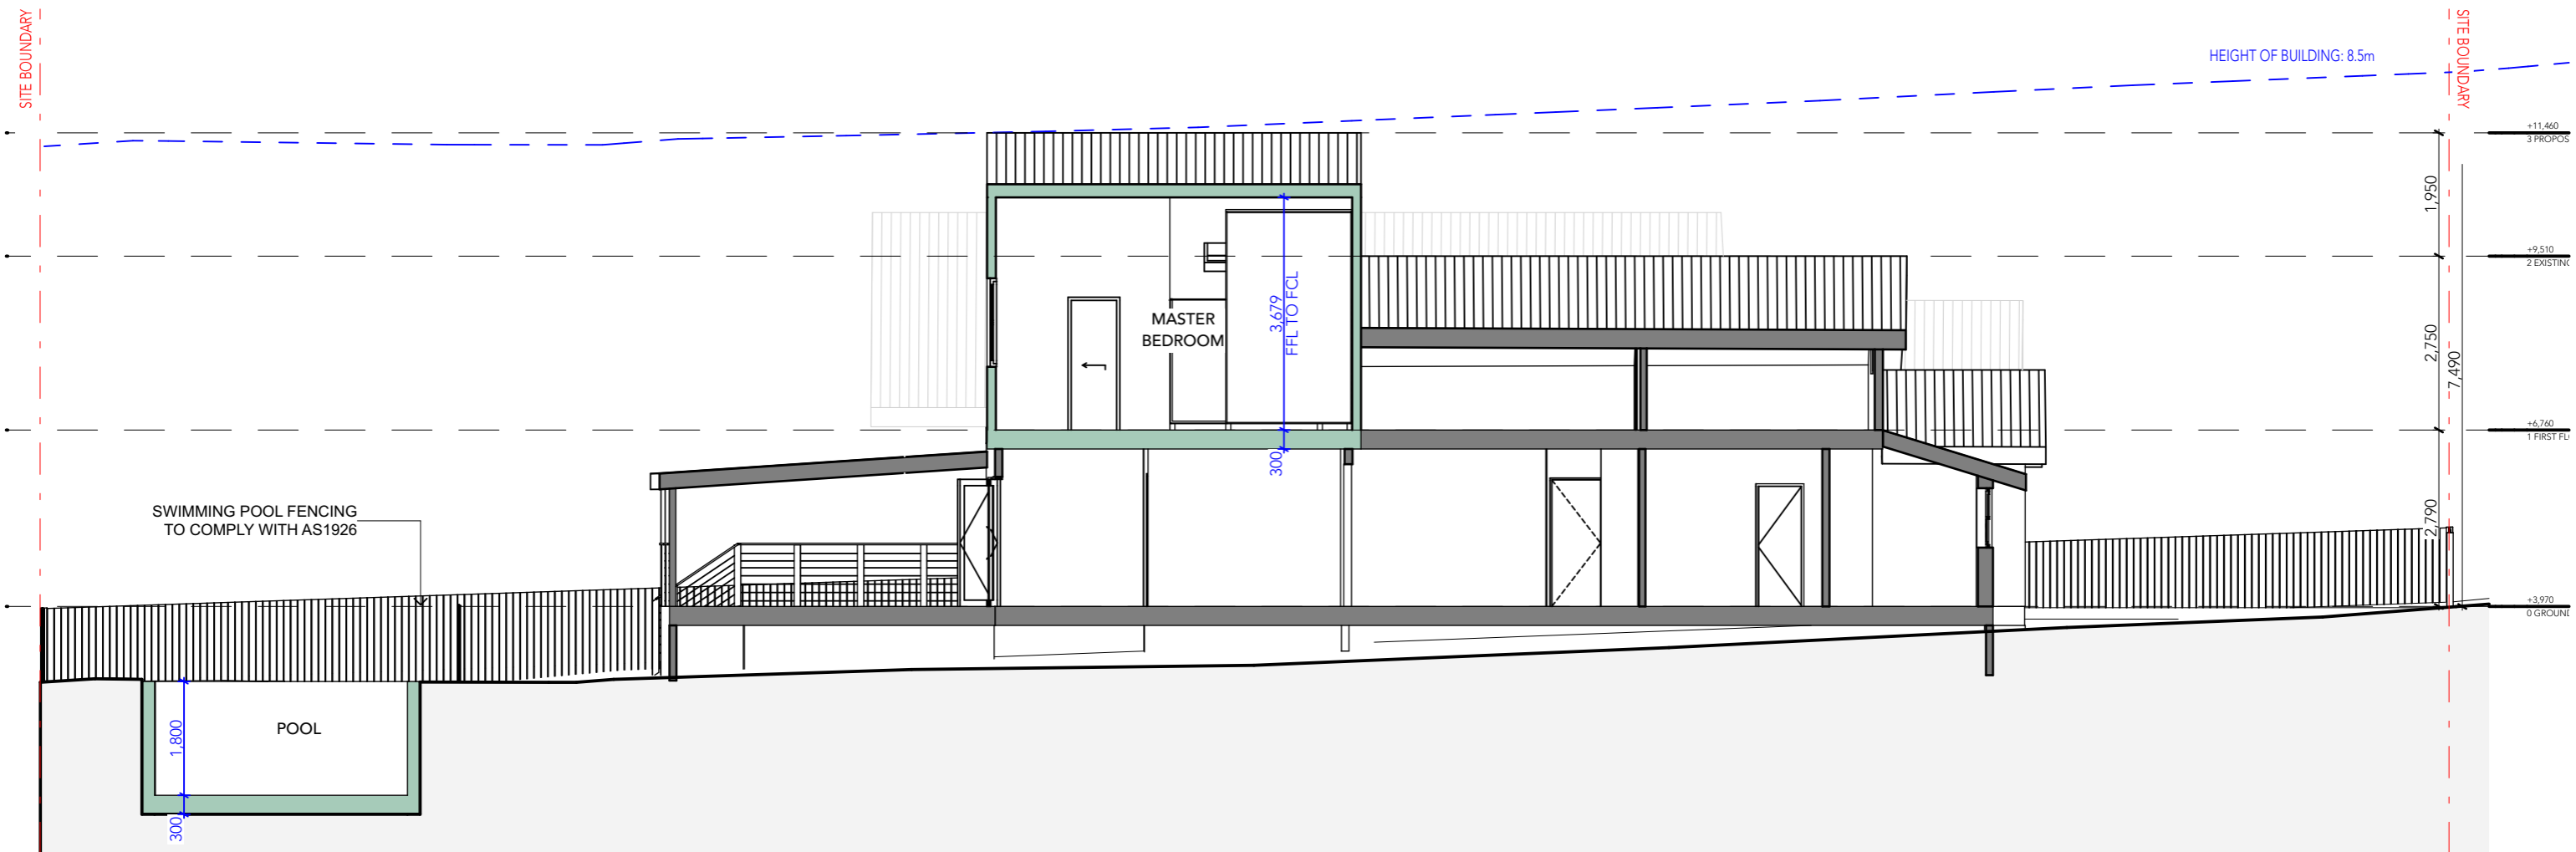 SITE BOUNDARY
SITE BOUNDARY
HEIGHT OF BUILDING: 8.5m
+11,460
3 PROPOS
1,950
+9,510
2 EXISTING
3,679
FFL TO FCL
MASTER
BEDROOM
2,750
7,490
+6,760
1 FIRST FL
300
SWIMMING POOL FENCING
TO COMPLY WITH AS1926
2,790
+3,970
0 GROUND
1,800
POOL
300